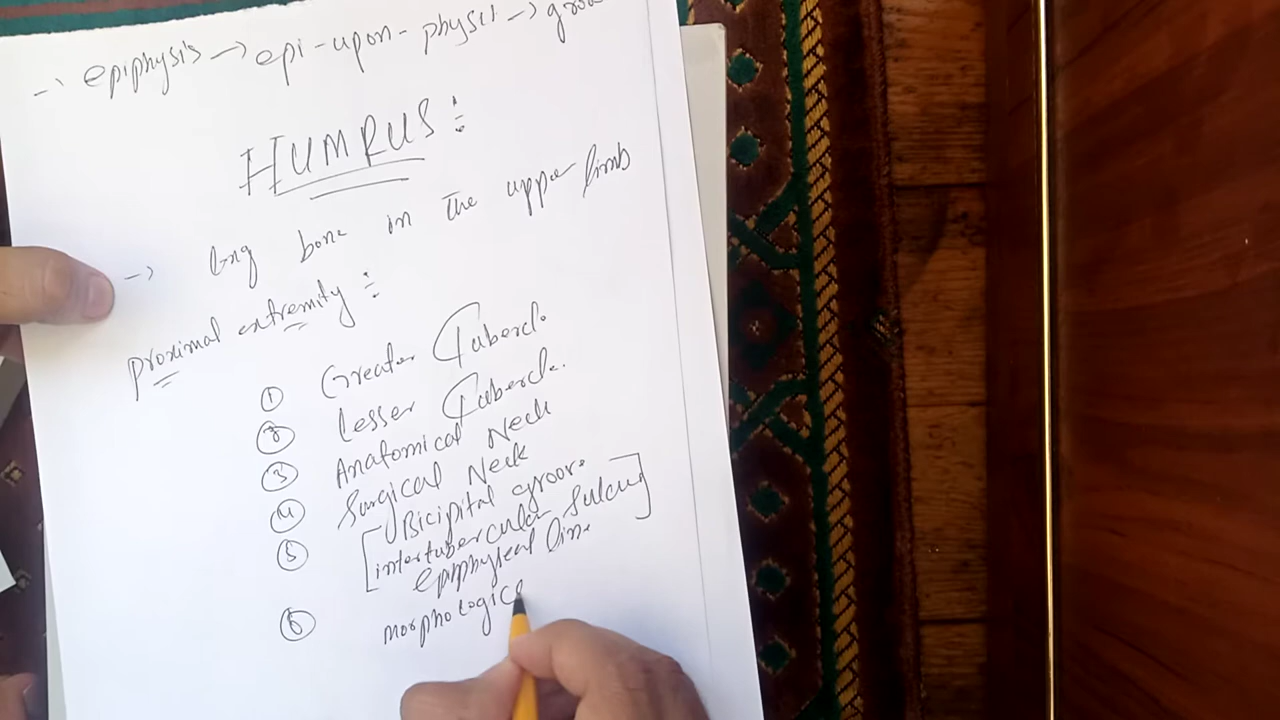 -> epiphysis -> epi-upon-physis -> grow
HUMRUS :
-> long bone in the upper limb
proximal extremity :
① Greater Tubercle
② Lesser Tubercle.
③ Anatomical Neck
④ Surgical Neck
⑤ [Bicipital groove
intertubercular Sulcus]
epiphyseal line
⑥ morphologica